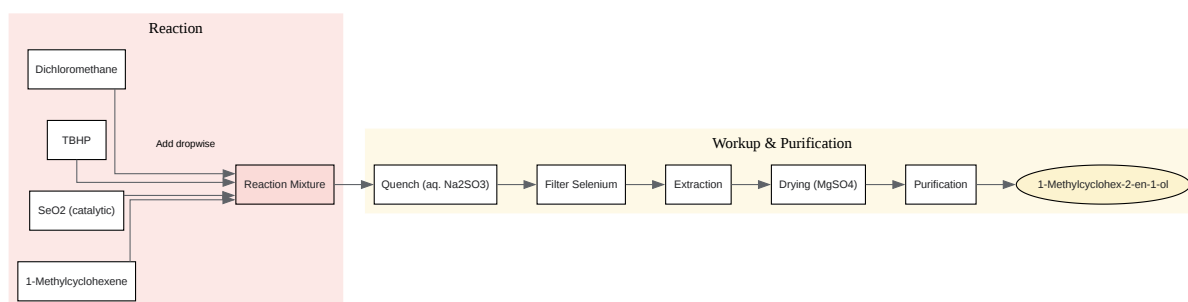 Reaction
Dichloromethane
TBHP
Add dropwise
SeO2 (catalytic)
1-Methylcyclohexene
Reaction Mixture
Workup & Purification
Quench (aq. Na2SO3)
Filter Selenium
Extraction
Drying (MgSO4)
Purification
1-Methylcyclohex-2-en-1-ol